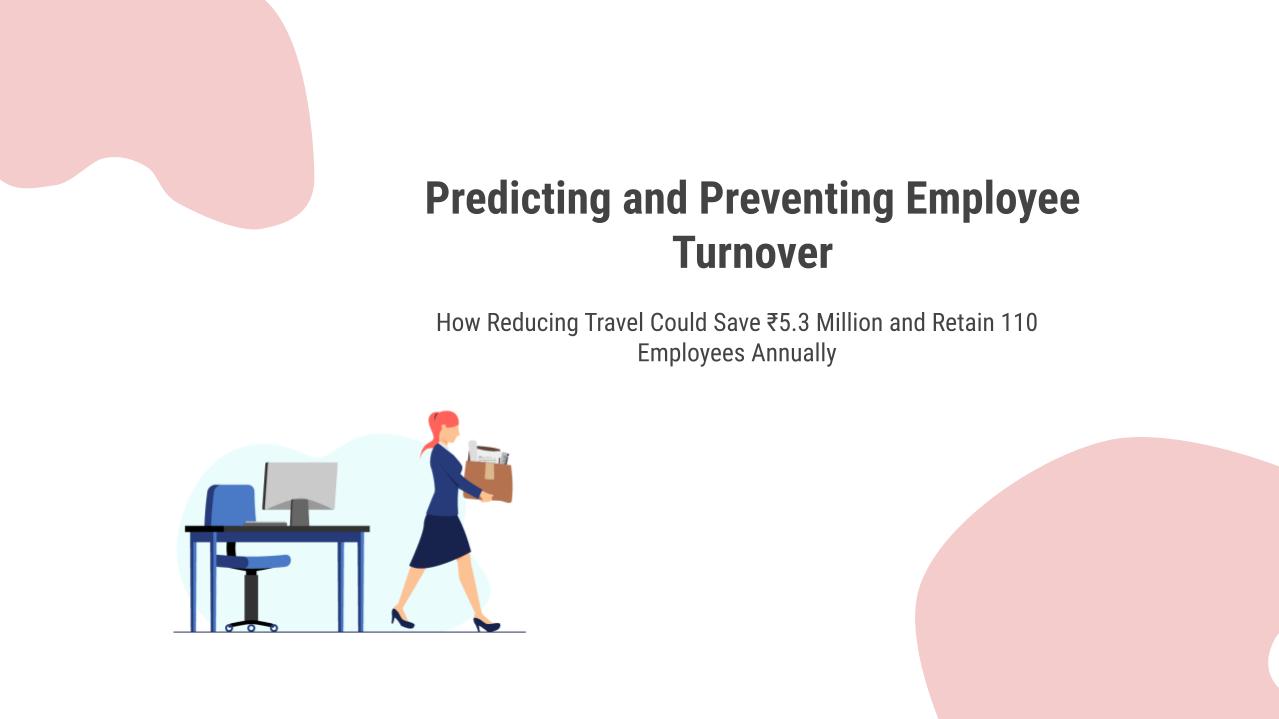 Predicting and Preventing Employee
Turnover
How Reducing Travel Could Save ₹5.3 Million and Retain 110
Employees Annually